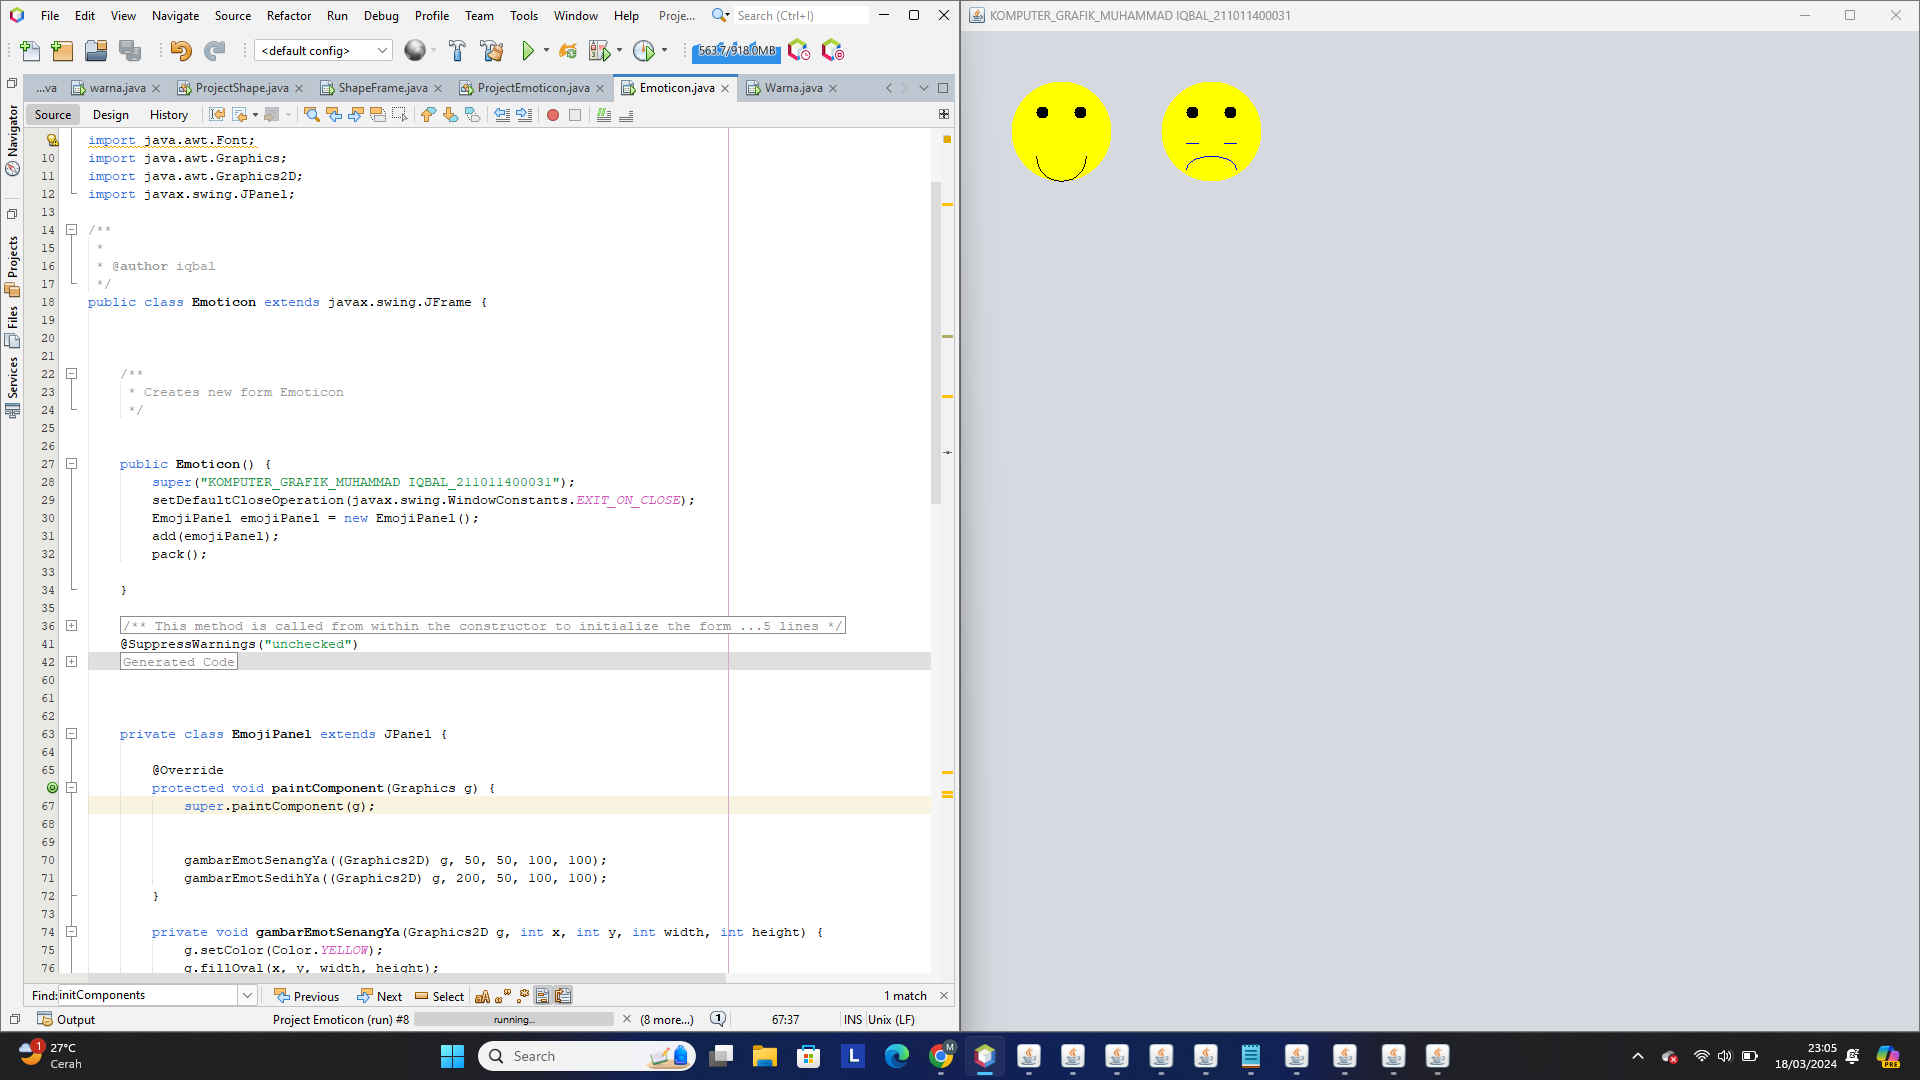 File Edit View Navigate Source Refactor Run Debug Profile Team Tools Window Help Proje... Search (Ctrl+I)
KOMPUTER_GRAFIK_MUHAMMAD IQBAL_211011400031
<default config>
563.7/918.0MB
...va warna.java ProjectShape.java ShapeFrame.java ProjectEmoticon.java Emoticon.java Warna.java
Source Design History
Navigator
Projects
Files
Services
import java.awt.Font;
10 import java.awt.Graphics;
11 import java.awt.Graphics2D;
12 import javax.swing.JPanel;
13
14 /**
15 *
16 * @author iqbal
17 */
18 public class Emoticon extends javax.swing.JFrame {
19
20
21
22 /**
23 * Creates new form Emoticon
24 */
25
26
27 public Emoticon() {
28 super("KOMPUTER_GRAFIK_MUHAMMAD IQBAL_211011400031");
29 setDefaultCloseOperation(javax.swing.WindowConstants.EXIT_ON_CLOSE);
30 EmojiPanel emojiPanel = new EmojiPanel();
31 add(emojiPanel);
32 pack();
33
34 }
35
36 /** This method is called from within the constructor to initialize the form ...5 lines */
41 @SuppressWarnings("unchecked")
42 Generated Code
60
61
62
63 private class EmojiPanel extends JPanel {
64
65 @Override
protected void paintComponent(Graphics g) {
67 super.paintComponent(g);
68
69
70 gambarEmotSenangYa((Graphics2D) g, 50, 50, 100, 100);
71 gambarEmotSedihYa((Graphics2D) g, 200, 50, 100, 100);
72 }
73
74 private void gambarEmotSenangYa(Graphics2D g, int x, int y, int width, int height) {
75 g.setColor(Color.YELLOW);
76 g.fillOval(x, y, width, height);
Find: initComponents Previous Next Select 1 match
Output Project Emoticon (run) #8 running... (8 more...) 1 67:37 INS Unix (LF)
1 27°C
Cerah
Search
L
M
23:05
18/03/2024
PRE